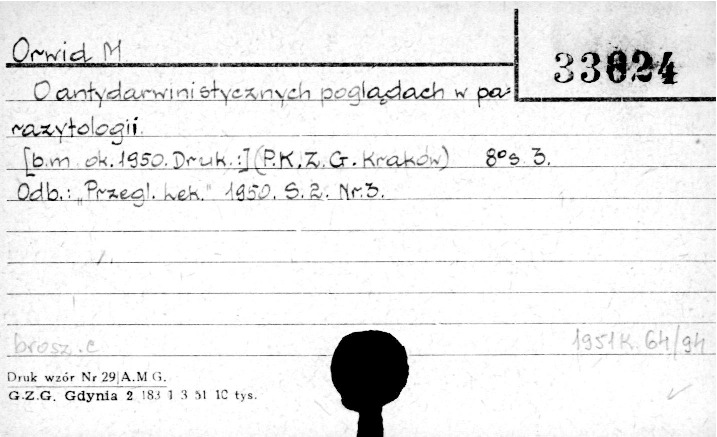 Orwid M
33024
O antydarwinistycznych poglądach w pa-
razytologii.
[b.m. ok. 1950. Druk.:] (P.K.Z.G. Kraków) 8° s. 3.
Odb.: „Przegl. Lek." 1950. S. 2. Nr. 3.
brosz. c
1951 K. 64/94
Druk wzór Nr 29 A.M G.
G.Z.G. Gdynia 2 183 1 3 51 10 tys.